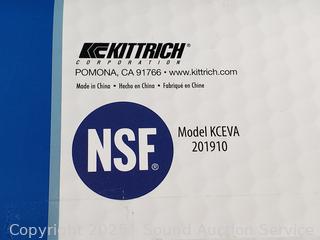 KITTRICH®
CORPORATION
POMONA, CA 91766 • www.kittrich.com
Made in China • Hecho en China • Fabriqué en Chine
NSF®
Model KCEVA
201910
Copyright 2025 Sound Auction Service